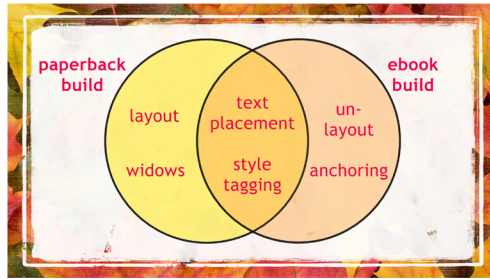 paperback
build
ebook
build
layout
widows
text
placement
style
tagging
un-
layout
anchoring